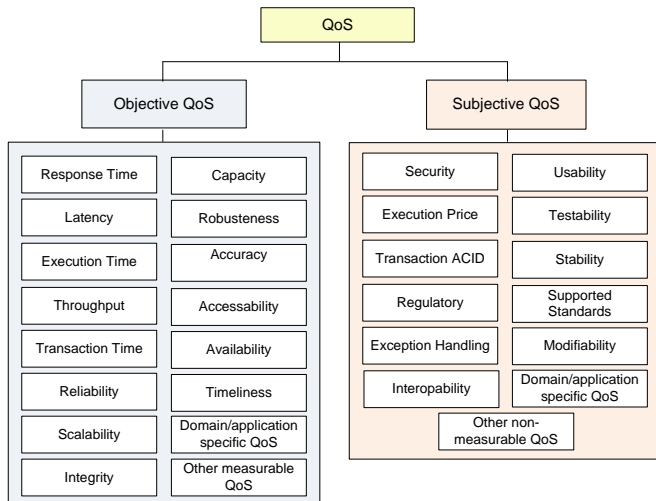 QoS
Objective QoS
Subjective QoS
Response Time
Capacity
Latency
Robusteness
Execution Time
Accuracy
Throughput
Accessability
Transaction Time
Availability
Reliability
Timeliness
Scalability
Domain/application
specific QoS
Integrity
Other measurable
QoS
Security
Usability
Execution Price
Testability
Transaction ACID
Stability
Regulatory
Supported
Standards
Exception Handling
Modifiability
Interopability
Domain/application
specific QoS
Other non-
measurable QoS